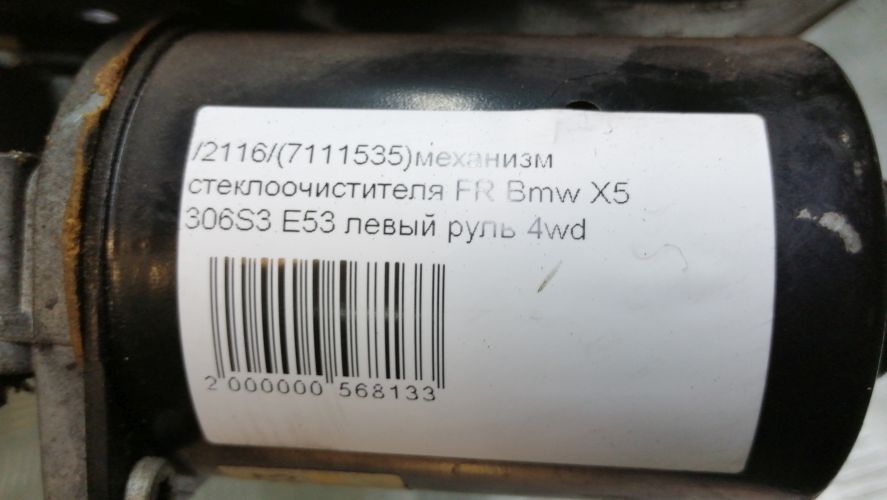 /2116/(7111535)механизм
стеклоочистителя FR Bmw X5
306S3 E53 левый руль 4wd
2 000000 568133